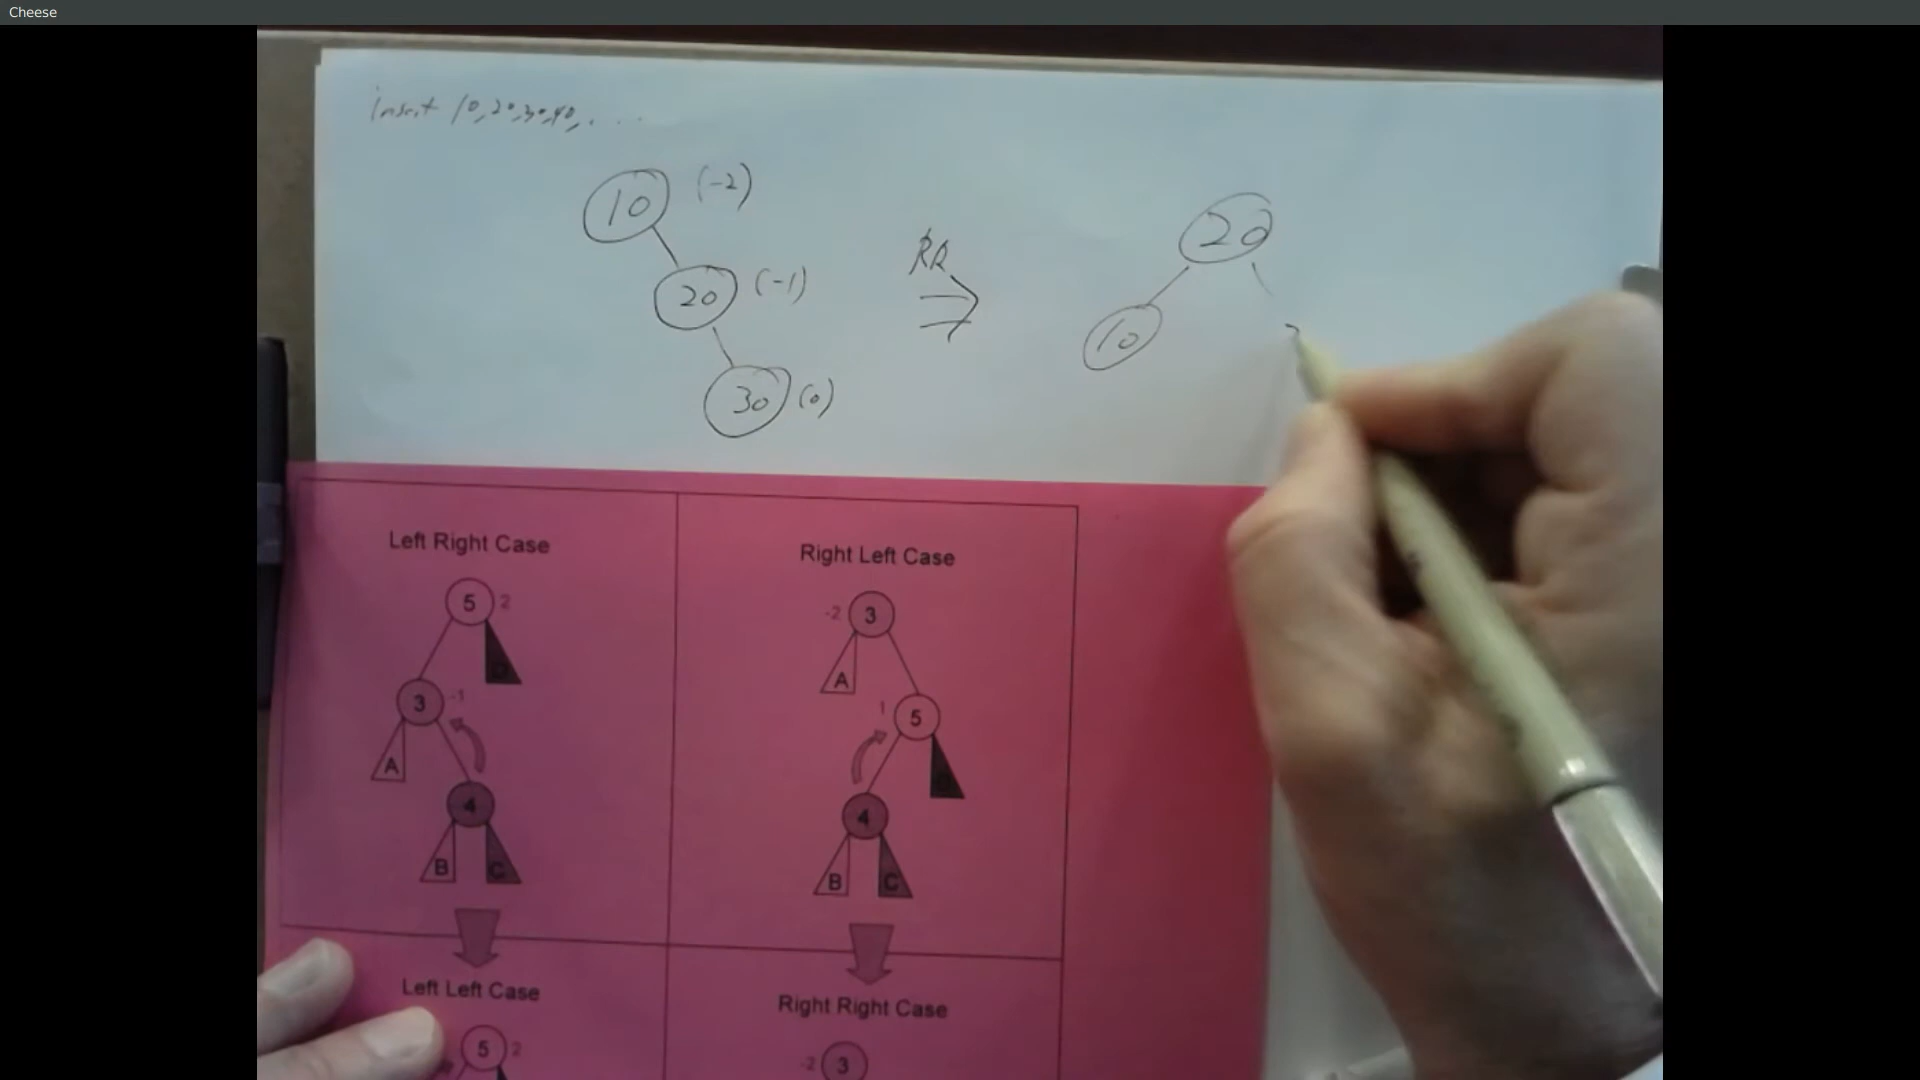 Cheese
insert 10,20,30,40,. ...
10 (-2)
20 (-1)
30 (0)
RR
20
10
Left Right Case
5 2
3 -1
A
4
B C
Right Left Case
-2 3
A
1 5
4
B C
Left Left Case
5 2
Right Right Case
-2 3